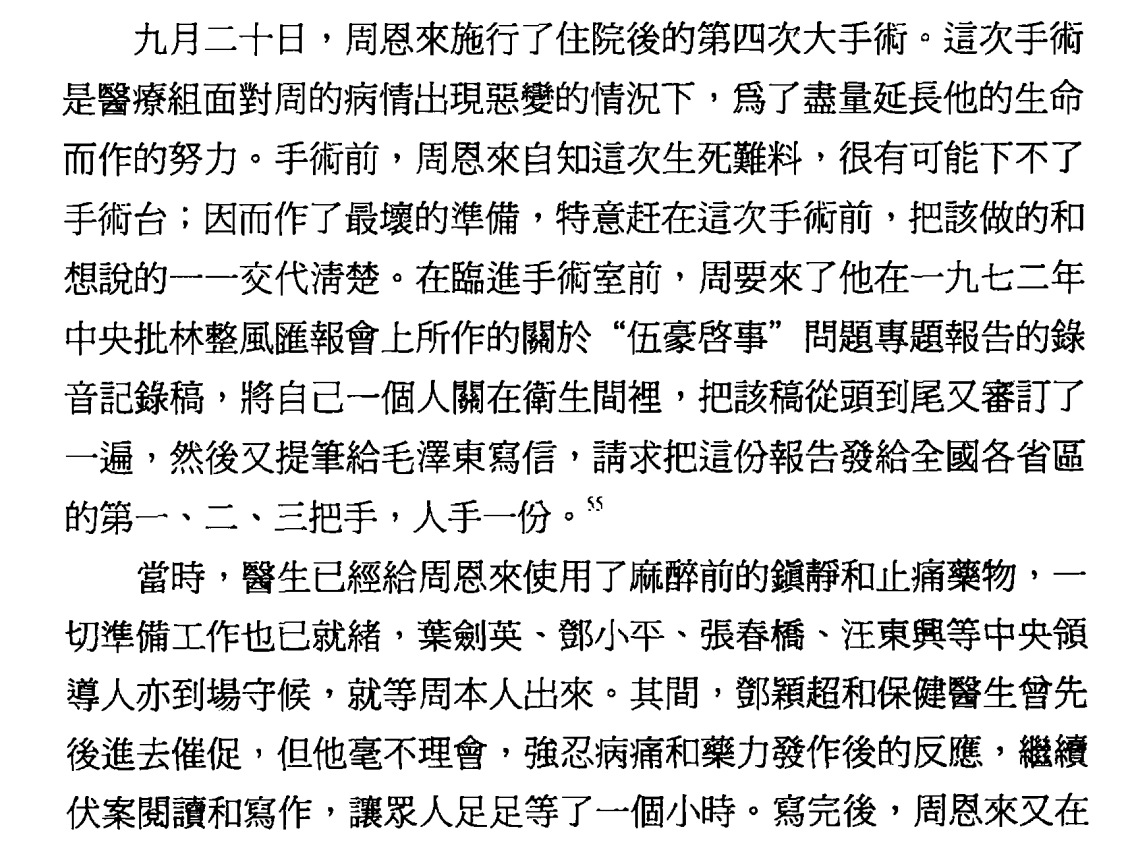 九月二十日，周恩來施行了住院後的第四次大手術。這次手術
是醫療組面對周的病情出現惡變的情況下，爲了盡量延長他的生命
而作的努力。手術前，周恩來自知這次生死難料，很有可能下不了
手術台；因而作了最壞的準備，特意赶在這次手術前，把該做的和
想說的一一交代清楚。在臨進手術室前，周要來了他在一九七二年
中央批林整風匯報會上所作的關於“伍豪啓事”問題專題報告的錄
音記錄稿，將自己一個人關在衛生間裡，把該稿從頭到尾又審訂了
一遍，然後又提筆給毛澤東寫信，請求把這份報告發給全國各省區
的第一、二、三把手，人手一份。55
當時，醫生已經給周恩來使用了麻醉前的鎮靜和止痛藥物，一
切準備工作也已就緒，葉劍英、鄧小平、張春橋、汪東興等中央領
導人亦到場守候，就等周本人出來。其間，鄧穎超和保健醫生曾先
後進去催促，但他毫不理會，強忍病痛和藥力發作後的反應，繼續
伏案閱讀和寫作，讓眾人足足等了一個小時。寫完後，周恩來又在